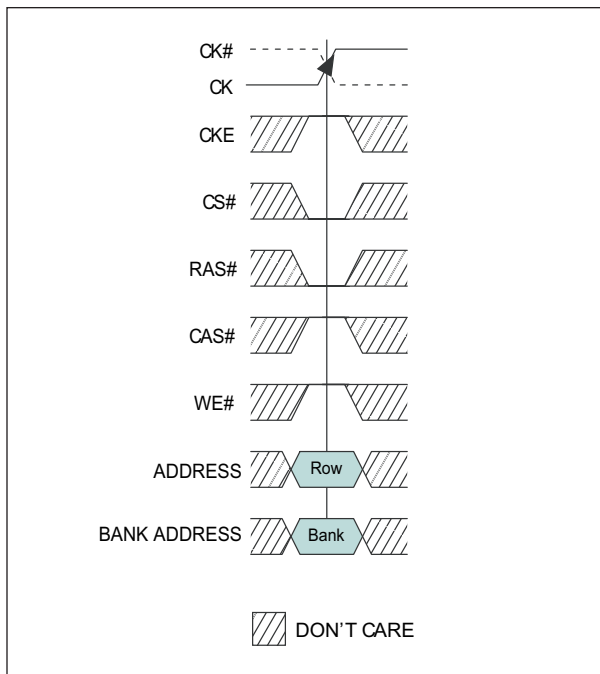 CK#
CK
CKE
CS#
RAS#
CAS#
WE#
ADDRESS Row
BANK ADDRESS Bank
DON'T CARE